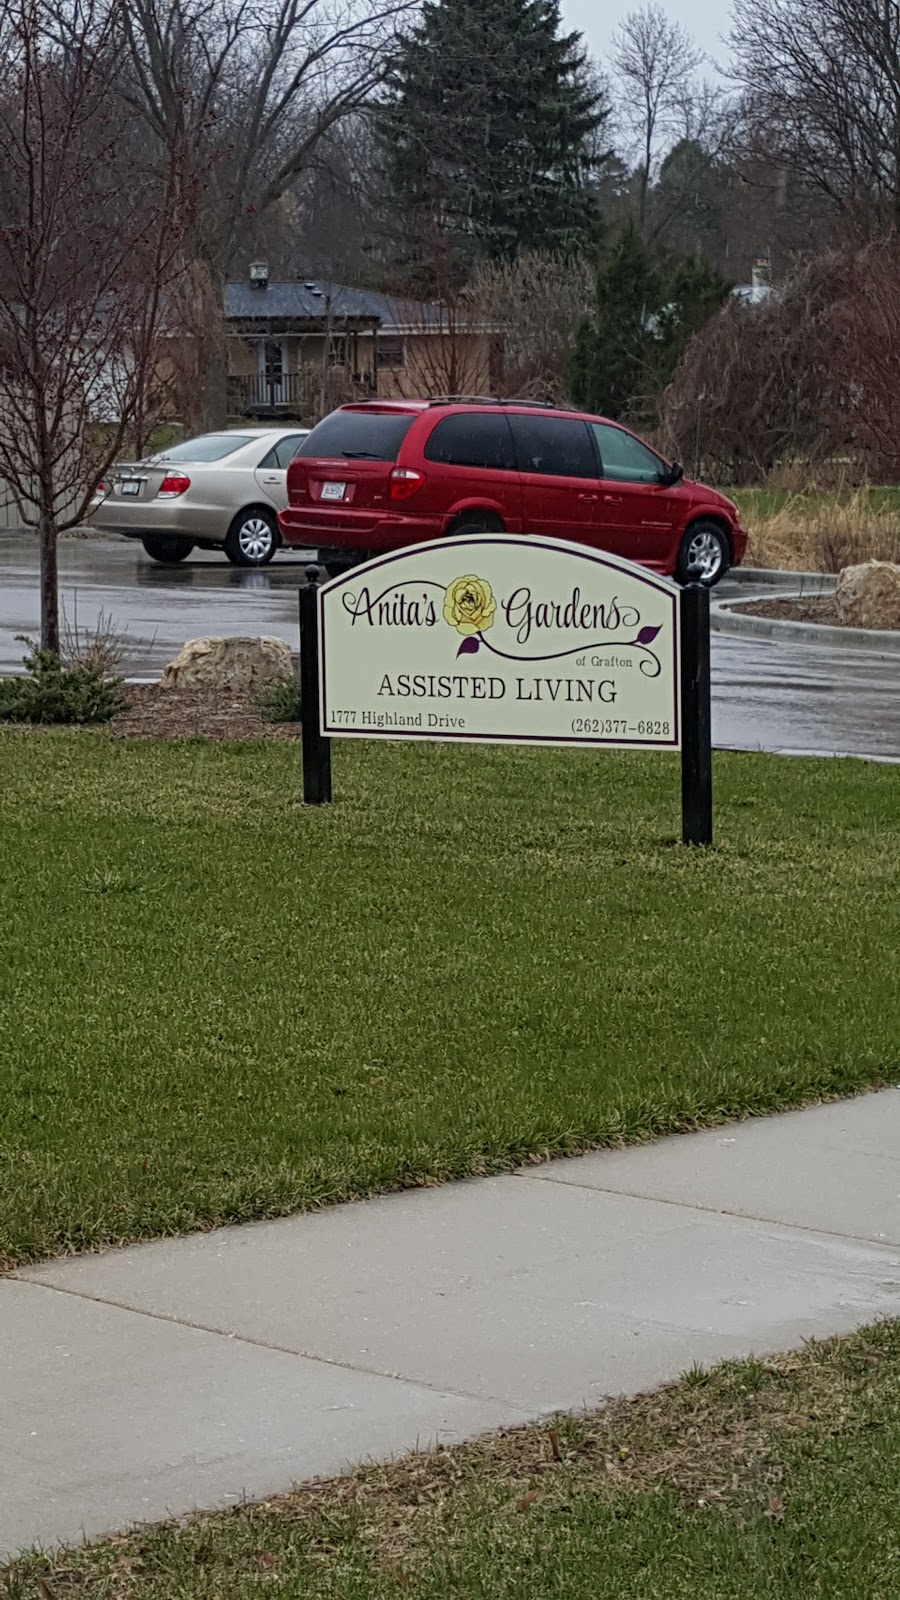 Anita's Gardens
of Grafton
ASSISTED LIVING
1777 Highland Drive (262)377-6828